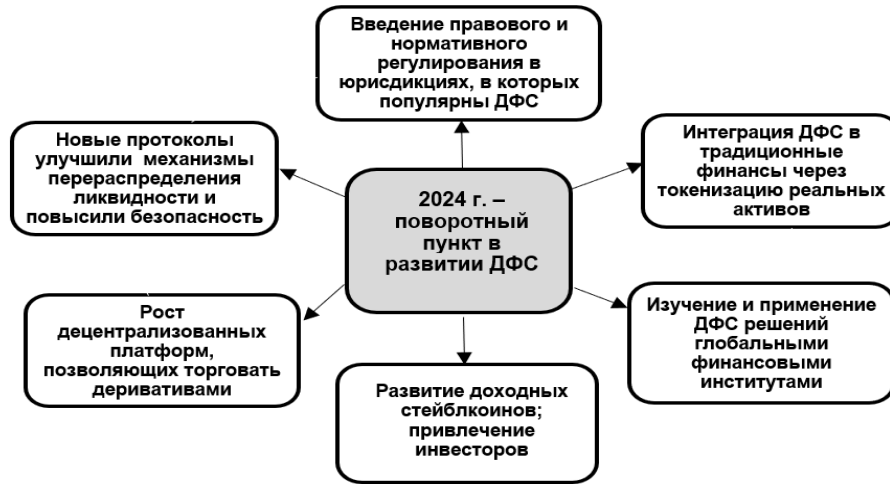 Введение правового и
нормативного
регулирования в
юрисдикциях, в которых
популярны ДФС
Новые протоколы
улучшили механизмы
перераспределения
ликвидности и
повысили безопасность
Интеграция ДФС в
традиционные
финансы через
токенизацию реальных
активов
2024 г. –
поворотный
пункт в
развитии ДФС
Рост
децентрализованных
платформ,
позволяющих торговать
деривативами
Изучение и применение
ДФС решений
глобальными
финансовыми
институтами
Развитие доходных
стейблкоинов;
привлечение
инвесторов